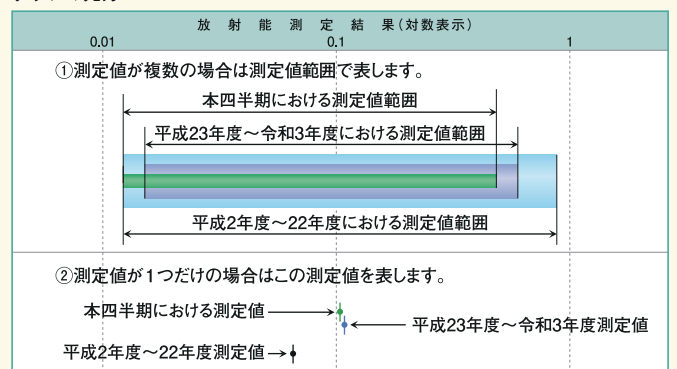 放射能測定結果(対数表示)
0.01 0.1 1
①測定値が複数の場合は測定値範囲で表します。
本四半期における測定値範囲
平成23年度～令和3年度における測定値範囲
平成2年度～22年度における測定値範囲
②測定値が1つだけの場合はこの測定値を表します。
本四半期における測定値
平成23年度～令和3年度測定値
平成2年度～22年度測定値